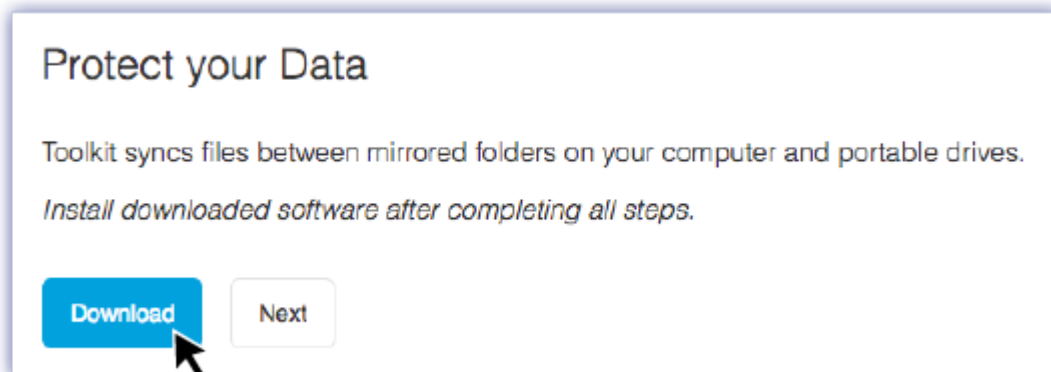 Protect your Data
Toolkit syncs files between mirrored folders on your computer and portable drives.
Install downloaded software after completing all steps.
Download Next